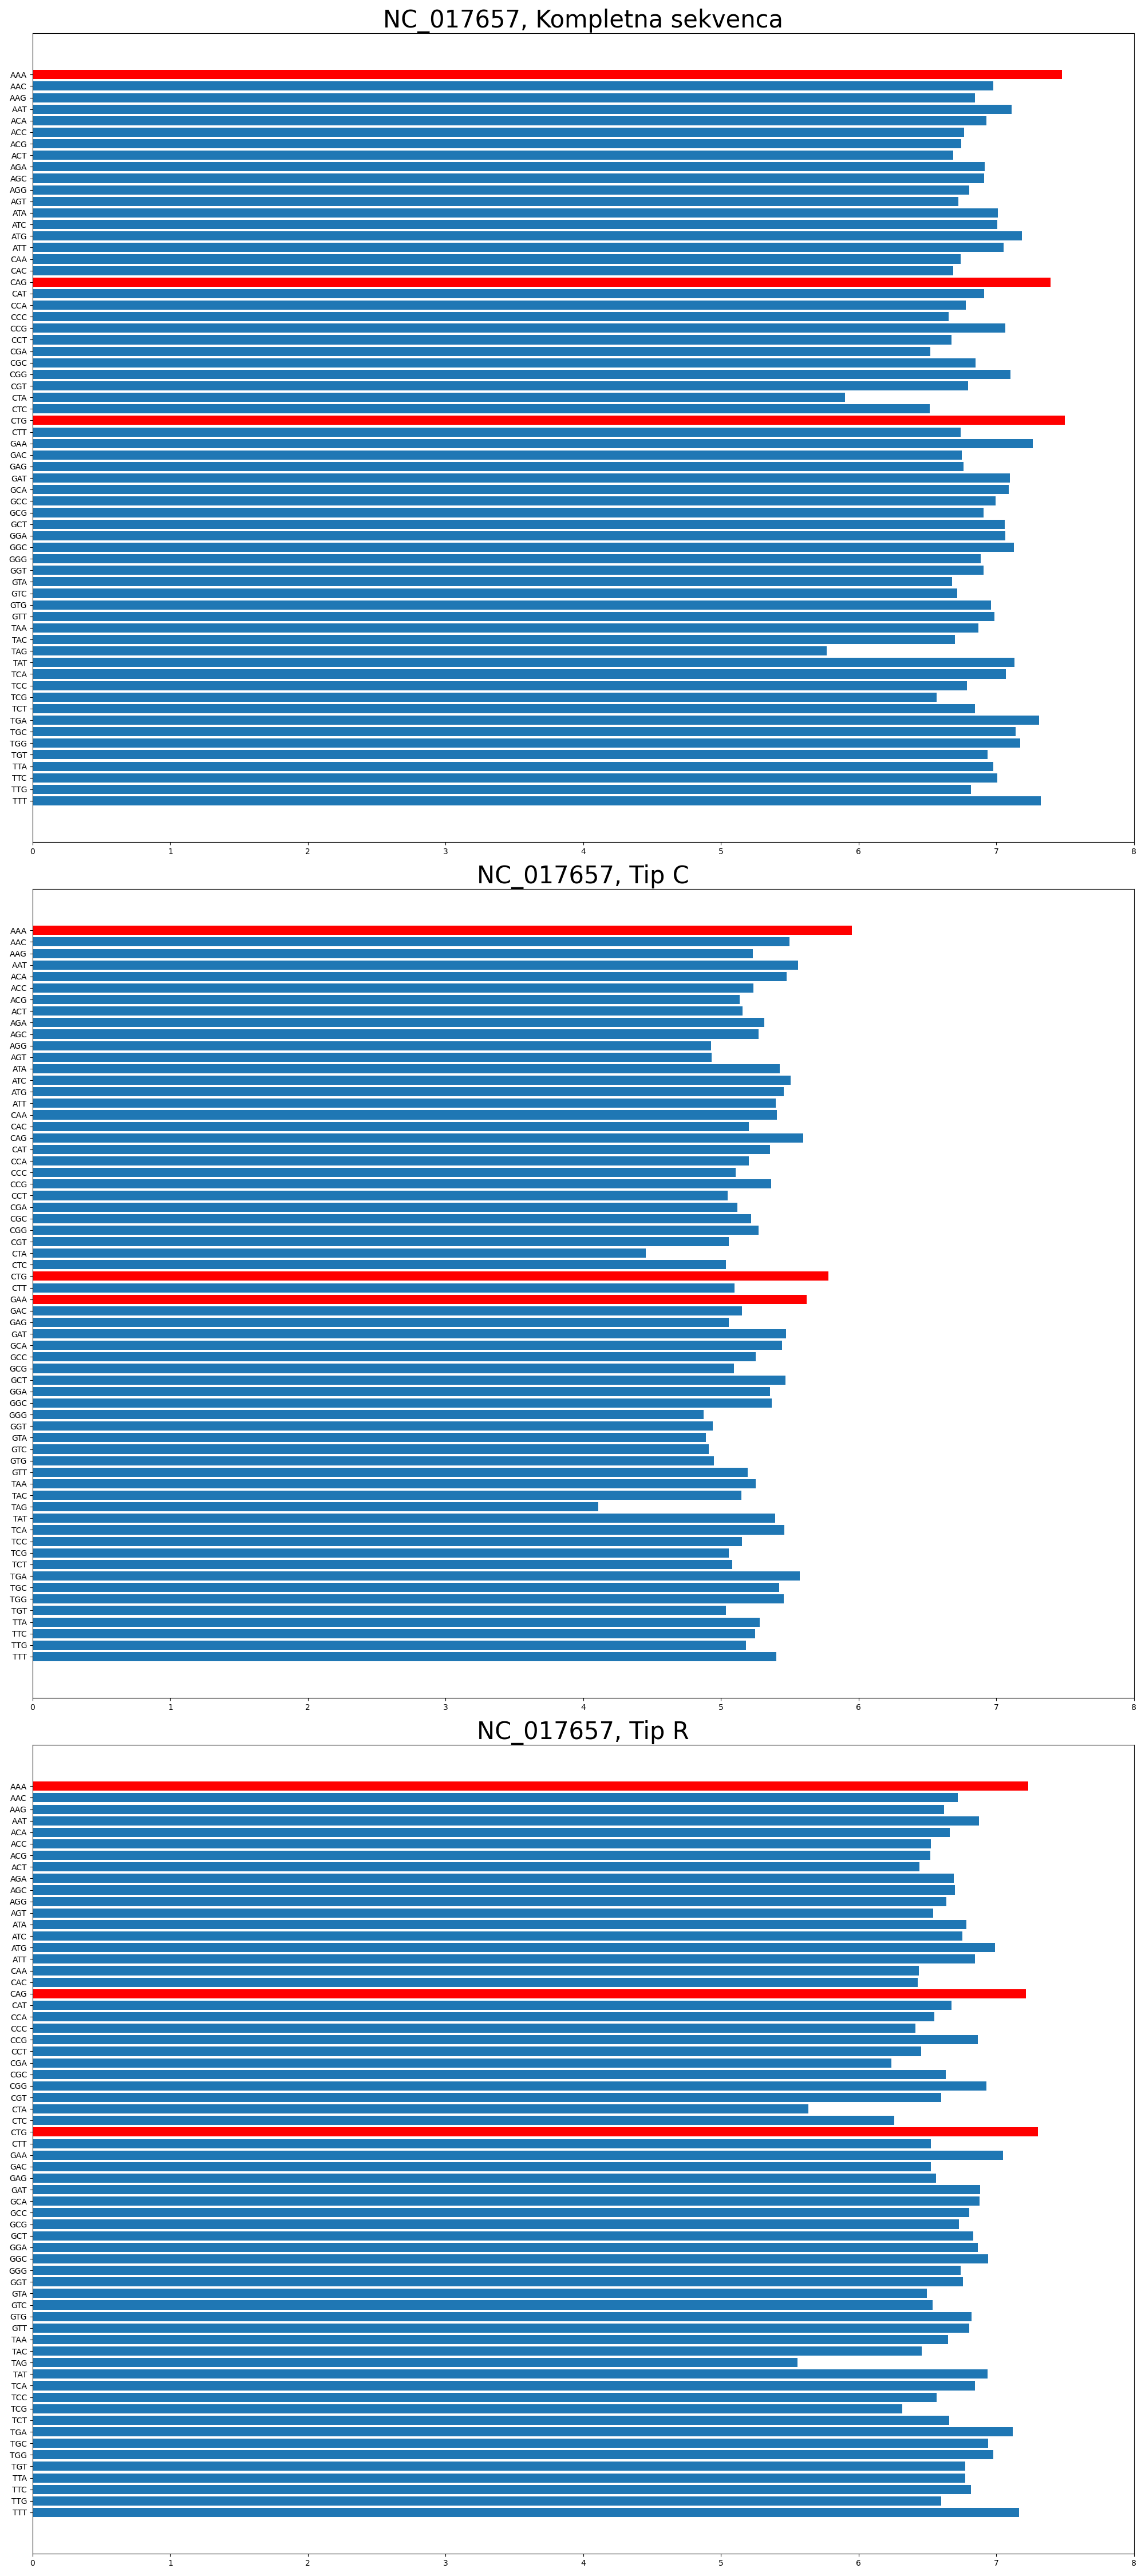 NC_017657, Kompletna sekvenca
AAA
AAC
AAG
AAT
ACA
ACC
ACG
ACT
AGA
AGC
AGG
AGT
ATA
ATC
ATG
ATT
CAA
CAC
CAG
CAT
CCA
CCC
CCG
CCT
CGA
CGC
CGG
CGT
CTA
CTC
CTG
CTT
GAA
GAC
GAG
GAT
GCA
GCC
GCG
GCT
GGA
GGC
GGG
GGT
GTA
GTC
GTG
GTT
TAA
TAC
TAG
TAT
TCA
TCC
TCG
TCT
TGA
TGC
TGG
TGT
TTA
TTC
TTG
TTT
0 1 2 3 4 5 6 7 8
NC_017657, Tip C
AAA
AAC
AAG
AAT
ACA
ACC
ACG
ACT
AGA
AGC
AGG
AGT
ATA
ATC
ATG
ATT
CAA
CAC
CAG
CAT
CCA
CCC
CCG
CCT
CGA
CGC
CGG
CGT
CTA
CTC
CTG
CTT
GAA
GAC
GAG
GAT
GCA
GCC
GCG
GCT
GGA
GGC
GGG
GGT
GTA
GTC
GTG
GTT
TAA
TAC
TAG
TAT
TCA
TCC
TCG
TCT
TGA
TGC
TGG
TGT
TTA
TTC
TTG
TTT
0 1 2 3 4 5 6 7 8
NC_017657, Tip R
AAA
AAC
AAG
AAT
ACA
ACC
ACG
ACT
AGA
AGC
AGG
AGT
ATA
ATC
ATG
ATT
CAA
CAC
CAG
CAT
CCA
CCC
CCG
CCT
CGA
CGC
CGG
CGT
CTA
CTC
CTG
CTT
GAA
GAC
GAG
GAT
GCA
GCC
GCG
GCT
GGA
GGC
GGG
GGT
GTA
GTC
GTG
GTT
TAA
TAC
TAG
TAT
TCA
TCC
TCG
TCT
TGA
TGC
TGG
TGT
TTA
TTC
TTG
TTT
0 1 2 3 4 5 6 7 8